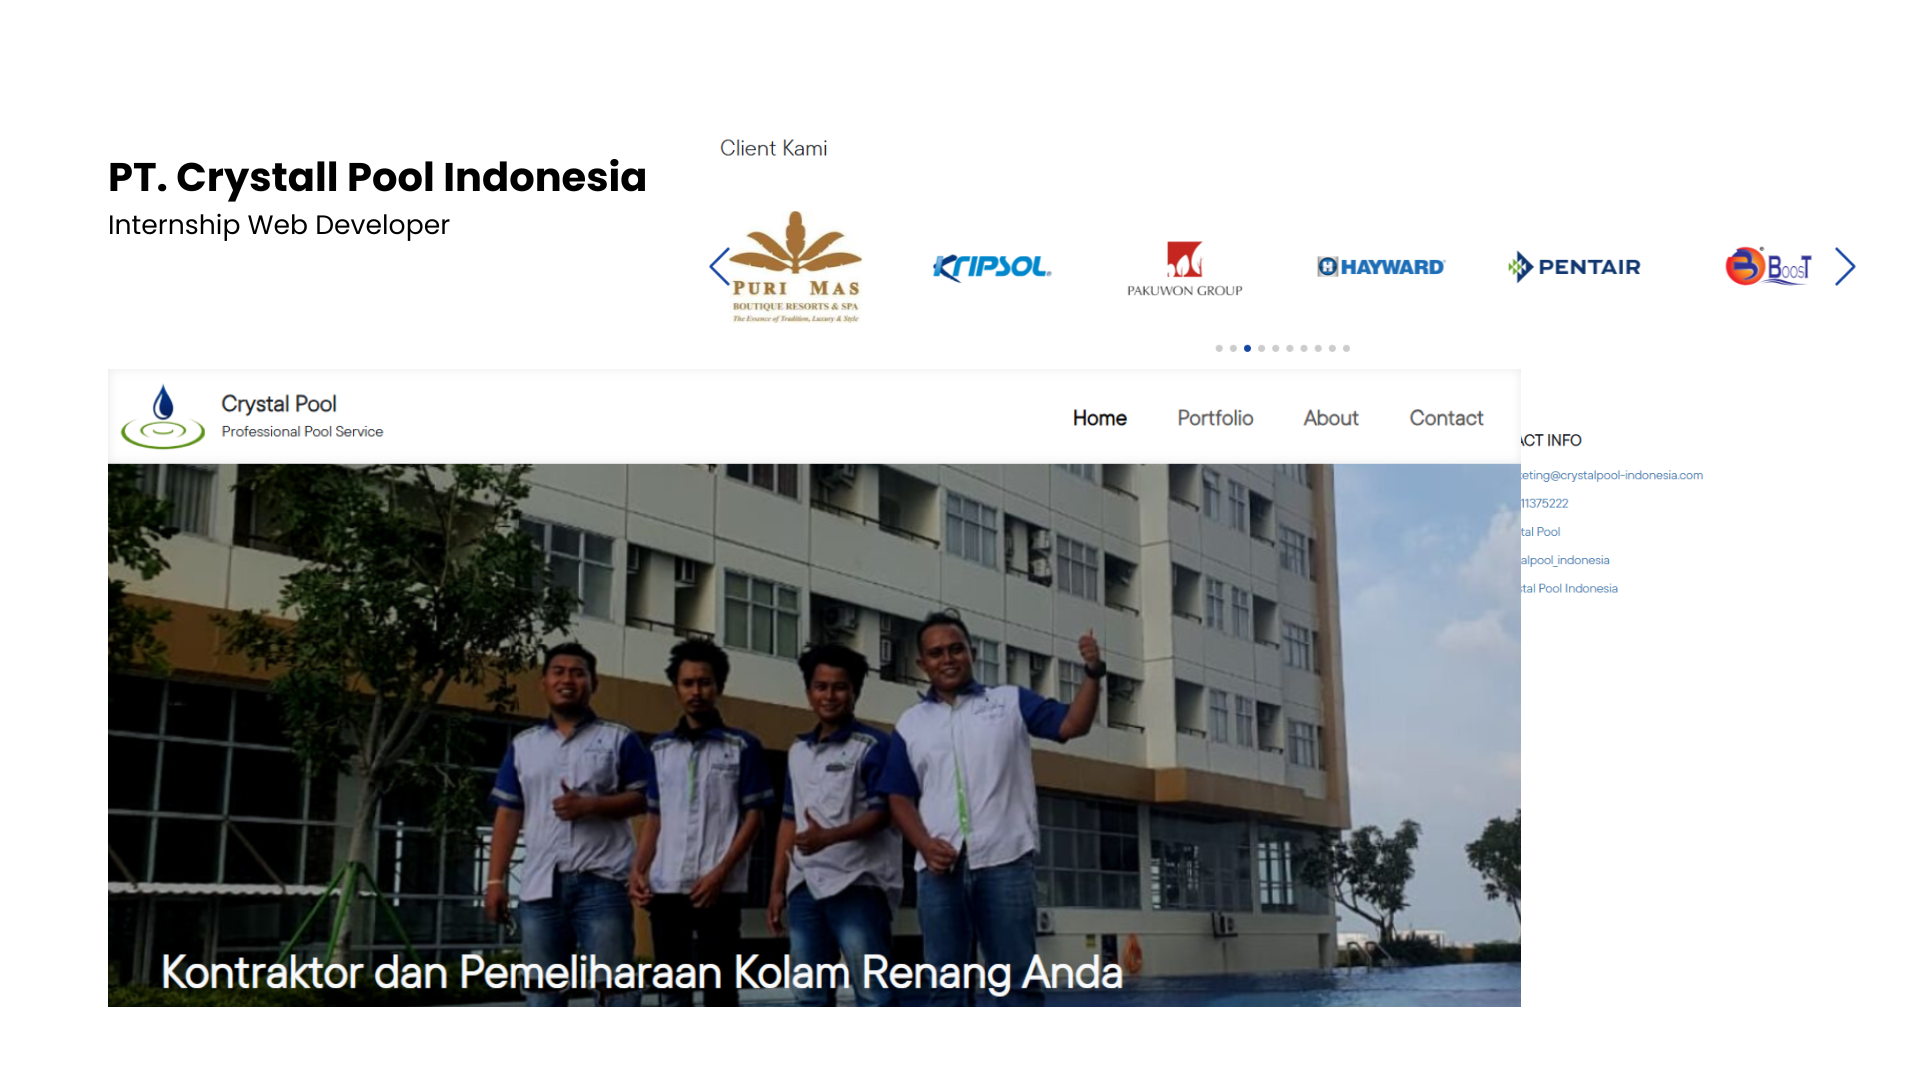 PT. Crystall Pool Indonesia
Internship Web Developer
Client Kami
PURI MAS
BOUTIQUE RESORTS & SPA
The Essence of Tradition, Luxury & Style
KRIPSOL
PAKUWON GROUP
HAYWARD
PENTAIR
BOOST
Crystal Pool
Professional Pool Service
Home
Portfolio
About
Contact
ACT INFO
eting@crystalpool-indonesia.com
11375222
tal Pool
alpool_indonesia
stal Pool Indonesia
Kontraktor dan Pemeliharaan Kolam Renang Anda